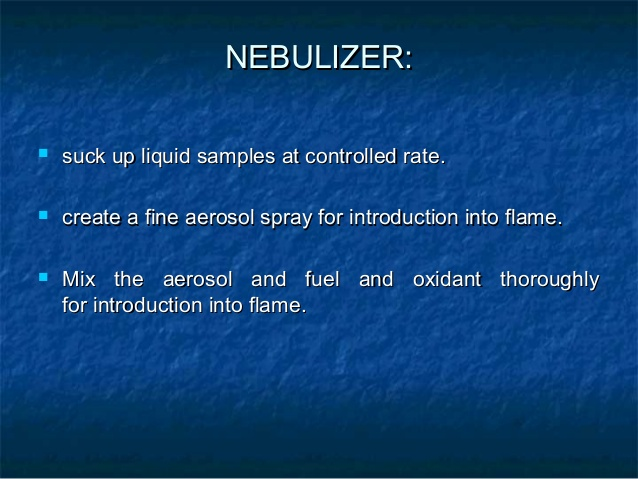 NEBULIZER:
suck up liquid samples at controlled rate.
create a fine aerosol spray for introduction into flame.
Mix the aerosol and fuel and oxidant thoroughly
for introduction into flame.